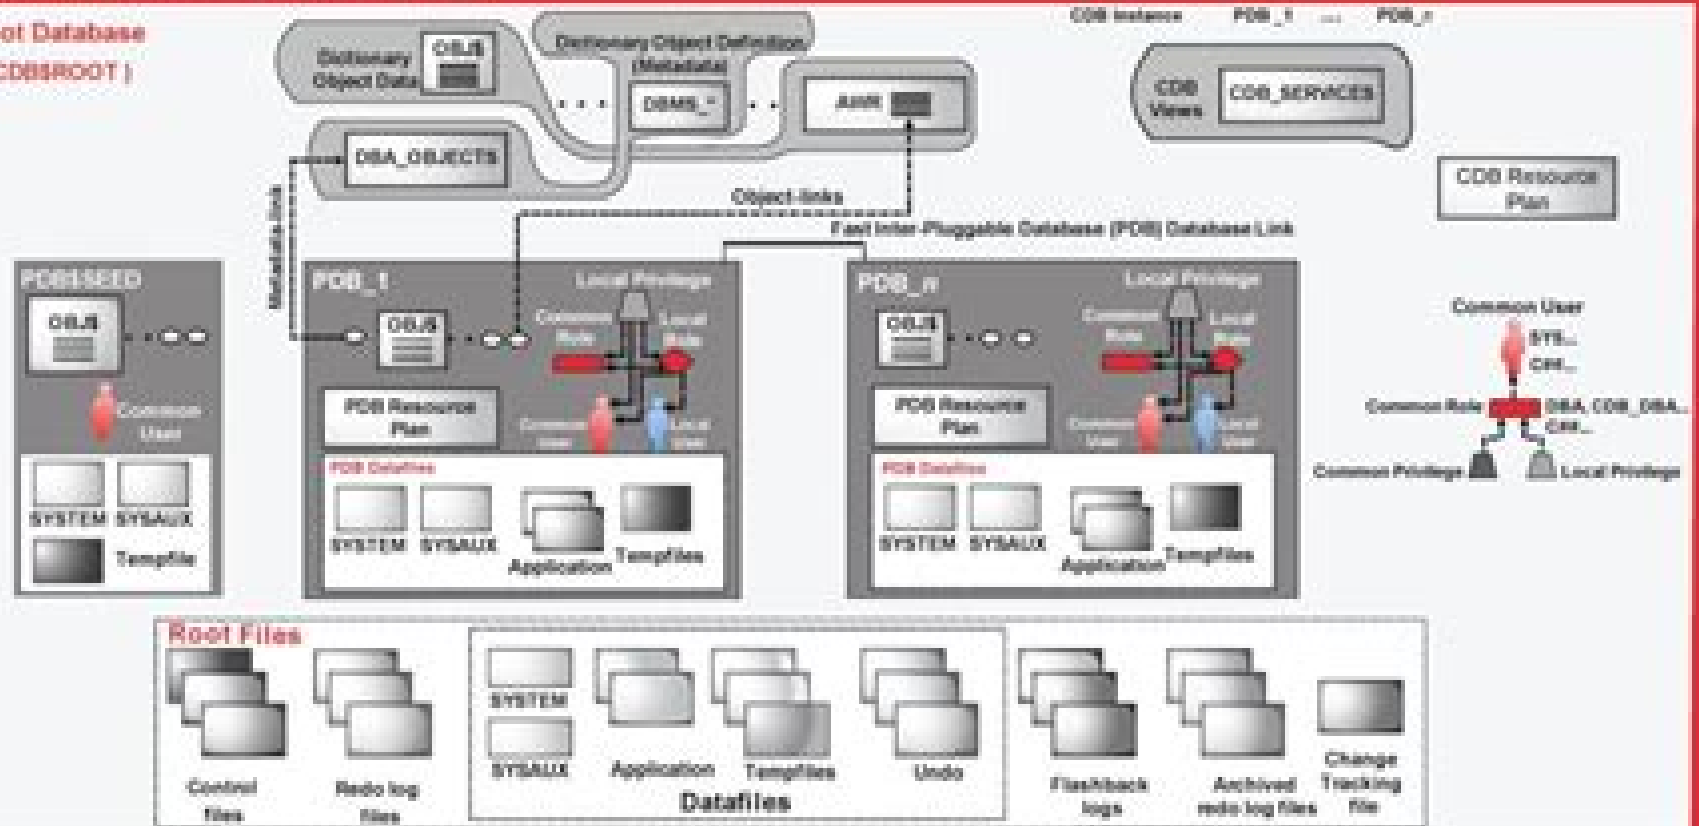 ot Database
CDB$ROOT )
CDB Instance PDB_1 ... PDB_n
Dictionary
Object Data
OBJ$
Dictionary Object Definition
(Metadata)
DBMS_*
AWR
DBA_OBJECTS
CDB
Views
CDB_SERVICES
CDB Resource
Plan
Metadata-link
Object-links
Fast Inter-Pluggable Database (PDB) Database Link
PDB$SEED
OBJ$
Common
User
SYSTEM SYSAUX
Tempfile
PDB_1
OBJ$
Local Privilege
Common
Role
Local
Role
PDB Resource
Plan
Common
User
Local
User
PDB Datafiles
SYSTEM SYSAUX
Application
Tempfiles
PDB_n
OBJ$
Local Privilege
Common
Role
Local
Role
PDB Resource
Plan
Common
User
Local
User
PDB Datafiles
SYSTEM SYSAUX
Application
Tempfiles
Common User
SYS...
C##...
Common Role
DBA, CDB_DBA...
C##...
Common Privilege
Local Privilege
Root Files
Control
files
Redo log
files
SYSTEM
SYSAUX
Application
Tempfiles
Undo
Datafiles
Flashback
logs
Archived
redo log files
Change
Tracking
file